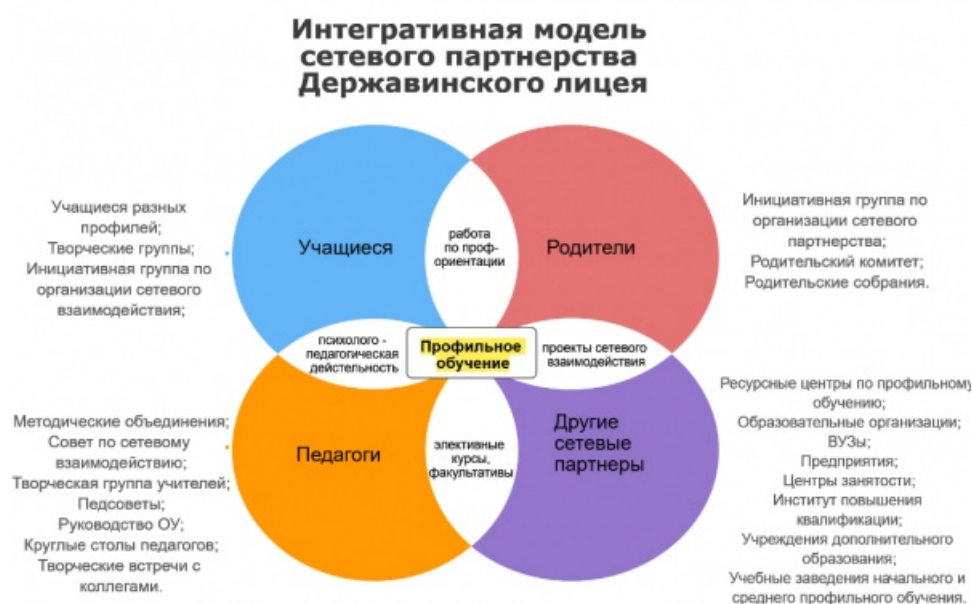 Интегративная модель
сетевого партнерства
Державинского лицея
Учащиеся разных
профилей;
Творческие группы;
Инициативная группа по
организации сетевого
взаимодействия;
Учащиеся
работа
по проф-
ориентации
Родители
Инициативная группа по
организации сетевого
партнерства;
Родительский комитет;
Родительские собрания.
психолого -
педагогическая
дейстельность
Профильное
обучение
проекты сетевого
взаимодействия
Методические объединения;
Совет по сетевому
взаимодействию;
Творческая группа учителей;
Педсоветы;
Руководство ОУ;
Круглые столы педагогов;
Творческие встречи с
коллегами.
Педагоги
элективные
курсы,
факультативы
Другие
сетевые
партнеры
Ресурсные центры по профильному
обучению;
Образовательные организации;
ВУЗы;
Предприятия;
Центры занятости;
Институт повышения
квалификации;
Учреждения дополнительного
образования;
Учебные заведения начального и
среднего профильного обучения.